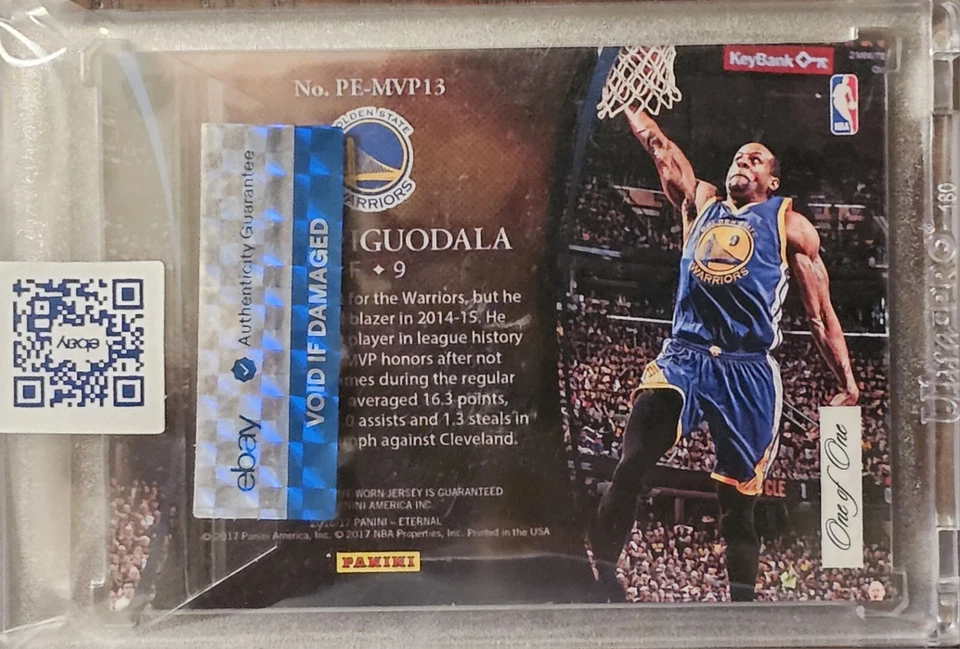 No. PE-MVP13
KeyBank
NBA
GOLDEN STATE
WARRIORS
IGUODALA
9
for the Warriors, but he
blazer in 2014-15. He
player in league history
MVP honors after not
mes during the regular
averaged 16.3 points,
0 assists and 1.3 steals in
mph against Cleveland.
WORN JERSEY IS GUARANTEED
PANINI AMERICA INC.
2016-17 PANINI – ETERNAL
© 2017 Panini America, Inc. © 2017 NBA Properties, Inc. Printed in the USA
PANINI
ebay Authenticity Guarantee
VOID IF DAMAGED
ebay
9
WARRIORS
CLE
One of One
180